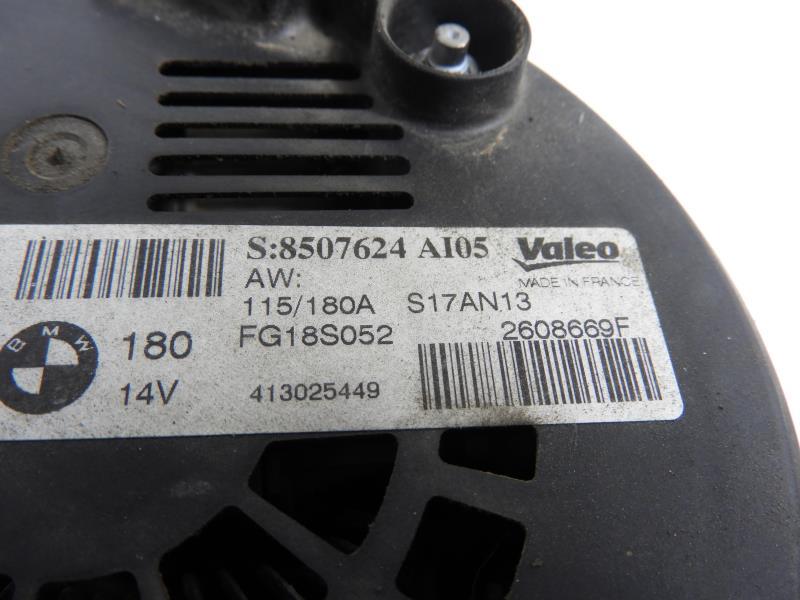 S:8507624 AI05
Valeo
MADE IN FRANCE
AW:
115/180A S17AN13
BMW
180
FG18S052
2608669F
14V
413025449